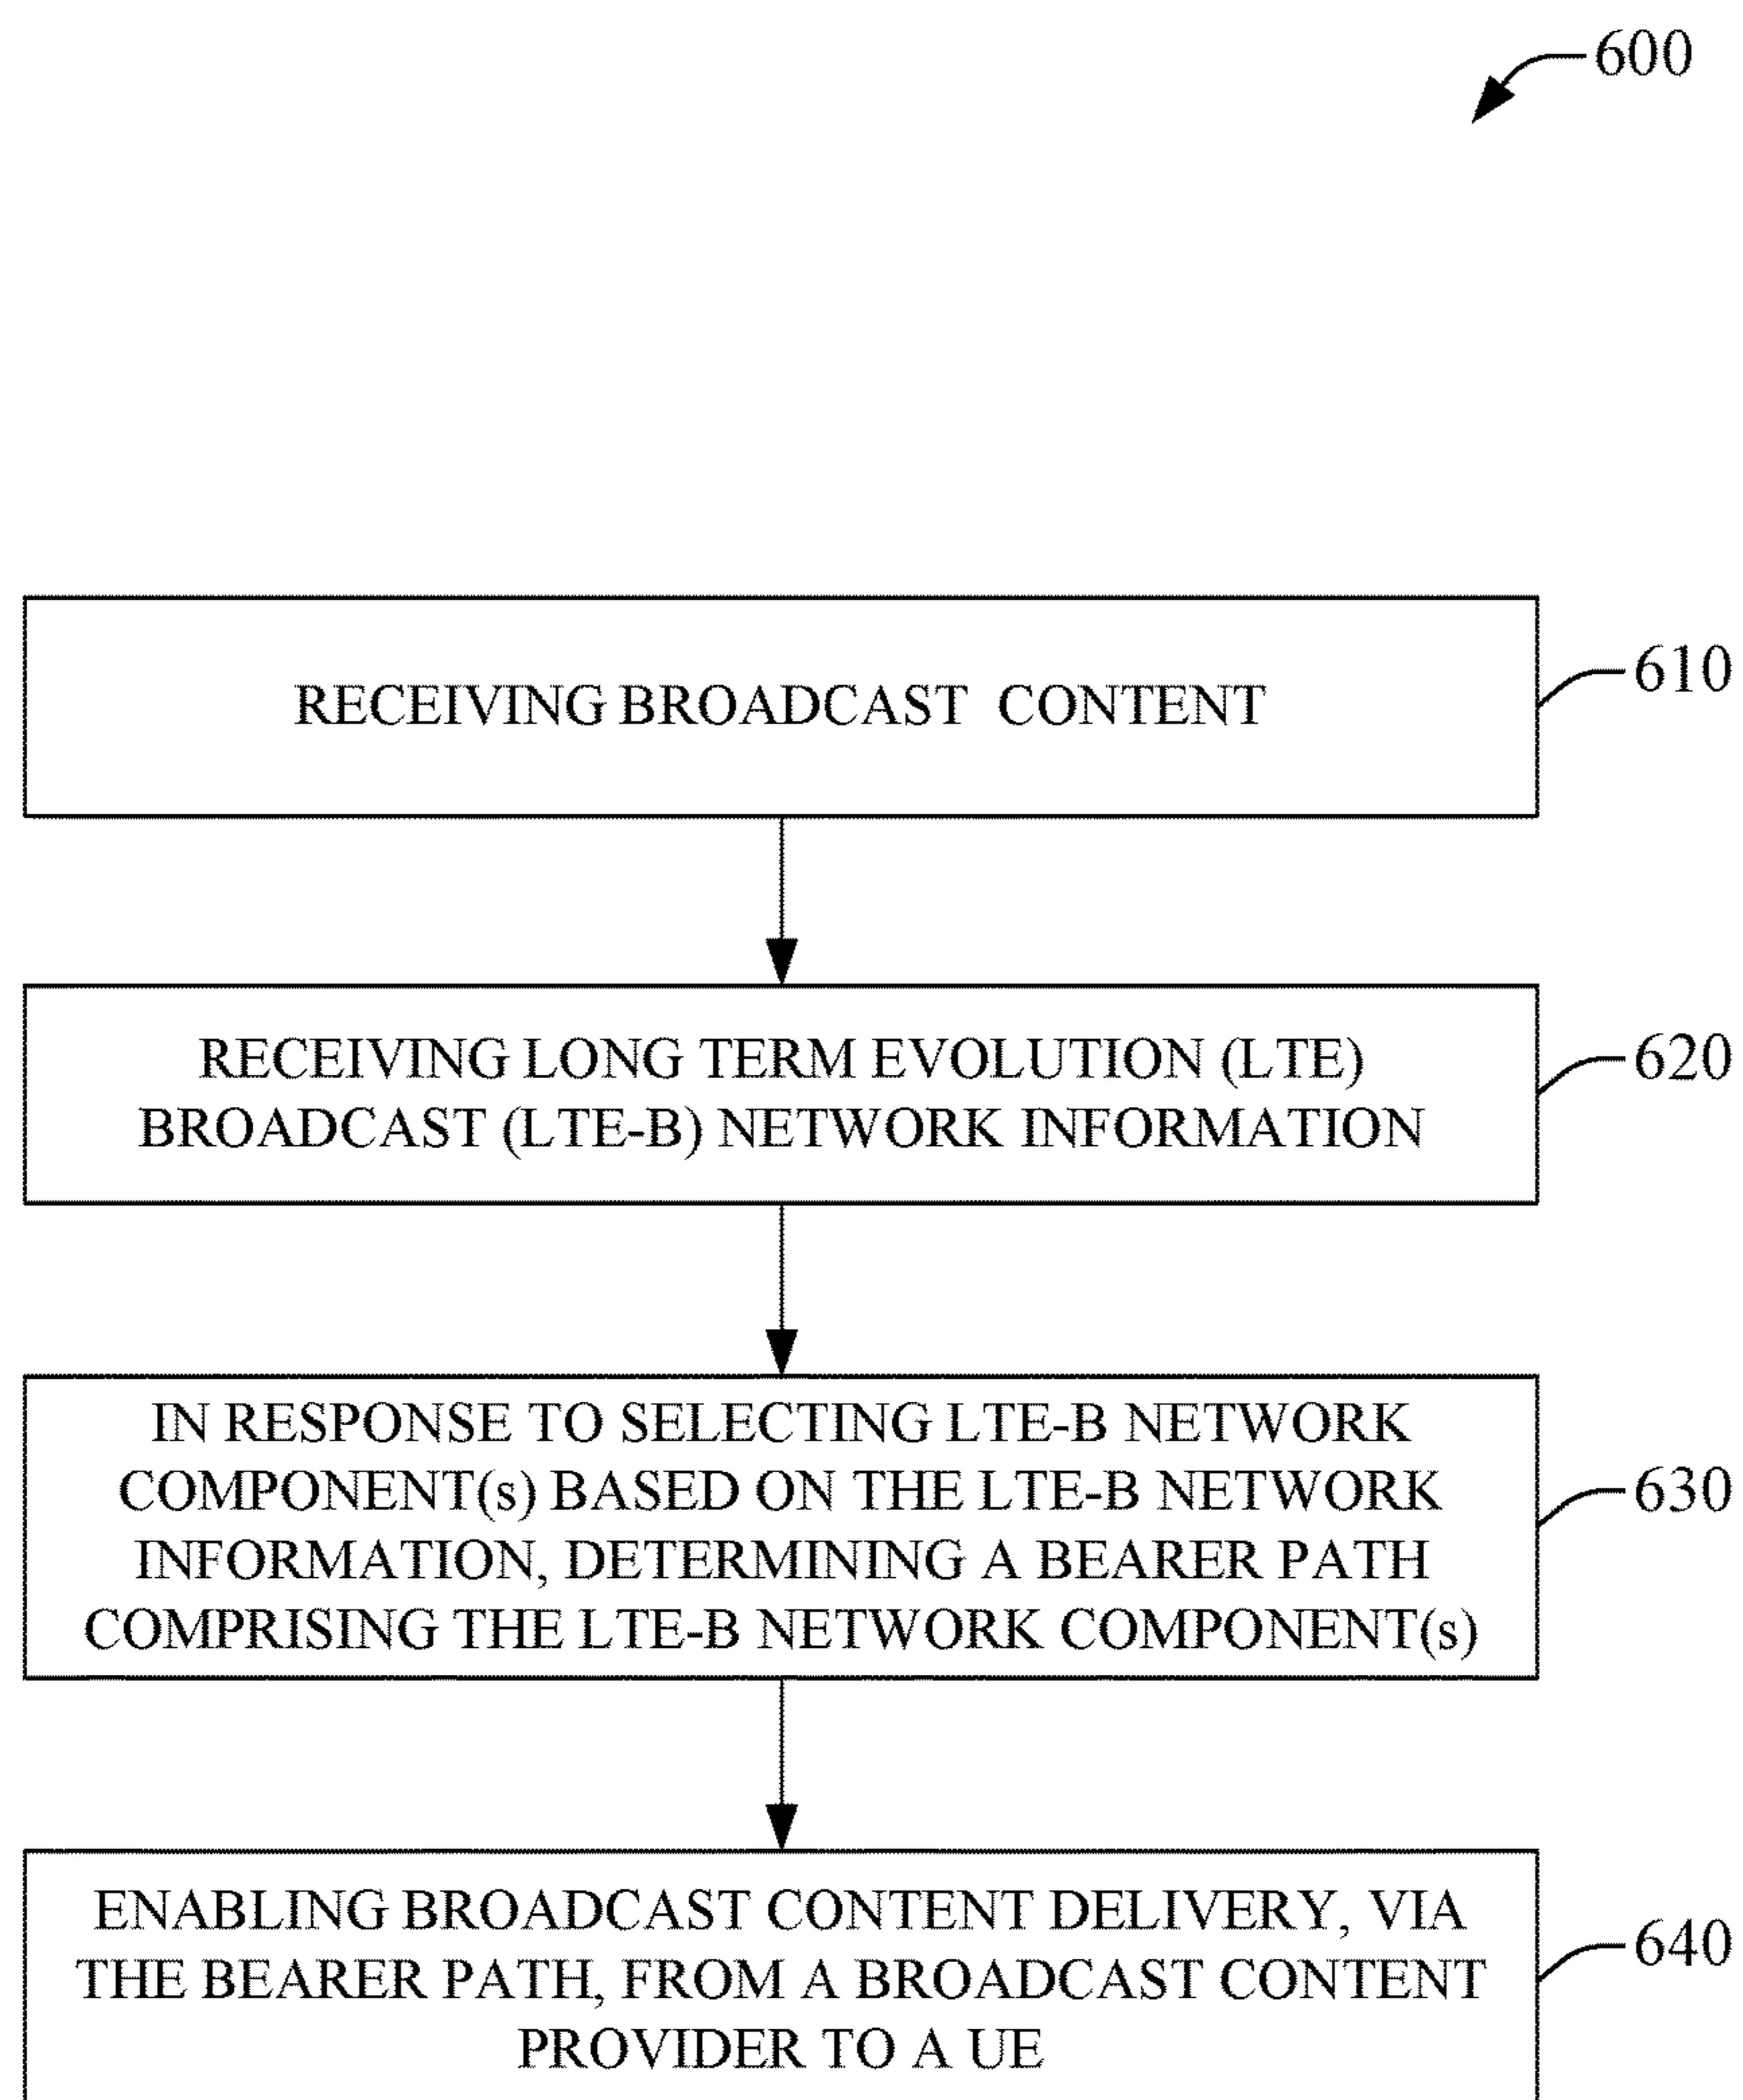 600
RECEIVING BROADCAST CONTENT
610
RECEIVING LONG TERM EVOLUTION (LTE)
BROADCAST (LTE-B) NETWORK INFORMATION
620
IN RESPONSE TO SELECTING LTE-B NETWORK
COMPONENT(s) BASED ON THE LTE-B NETWORK
INFORMATION, DETERMINING A BEARER PATH
COMPRISING THE LTE-B NETWORK COMPONENT(s)
630
ENABLING BROADCAST CONTENT DELIVERY, VIA
THE BEARER PATH, FROM A BROADCAST CONTENT
PROVIDER TO A UE
640